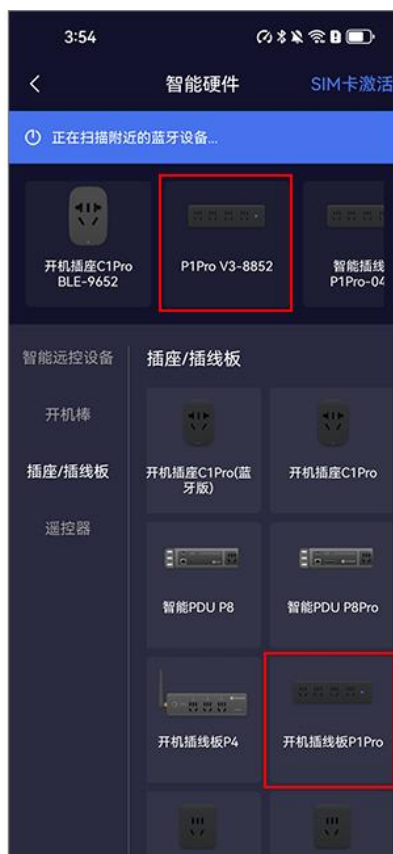 3:54
智能硬件
SIM卡激活
正在扫描附近的蓝牙设备...
开机插座C1Pro
BLE-9652
P1Pro V3-8852
智能插线
P1Pro-04
智能远控设备
开机棒
插座/插线板
遥控器
插座/插线板
开机插座C1Pro(蓝
牙版)
开机插座C1Pro
智能PDU P8
智能PDU P8Pro
开机插线板P4
开机插线板P1Pro